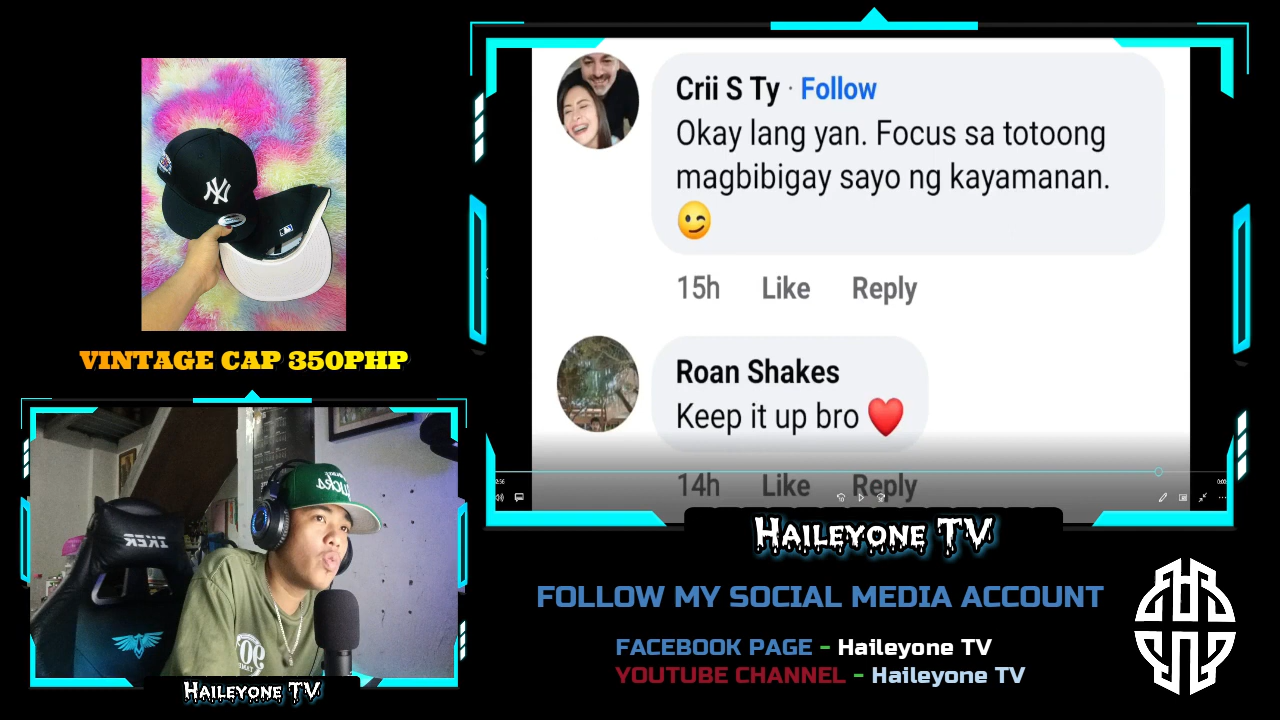 Crii S Ty · Follow
Okay lang yan. Focus sa totoong
magbibigay sayo ng kayamanan.
😉
15h Like Reply
Roan Shakes
Keep it up bro ❤️
14h Like Reply
NY
VINTAGE CAP 350PHP
IKER
HAILEYONE TV
HAILEYONE TV
FOLLOW MY SOCIAL MEDIA ACCOUNT
FACEBOOK PAGE - Haileyone TV
YOUTUBE CHANNEL - Haileyone TV